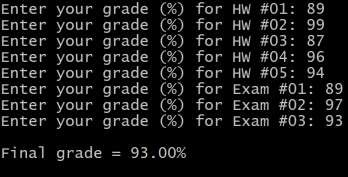 Enter your grade (%) for HW #01: 89
Enter your grade (%) for HW #02: 99
Enter your grade (%) for HW #03: 87
Enter your grade (%) for HW #04: 96
Enter your grade (%) for HW #05: 94
Enter your grade (%) for Exam #01: 89
Enter your grade (%) for Exam #02: 97
Enter your grade (%) for Exam #03: 93
Final grade = 93.00%